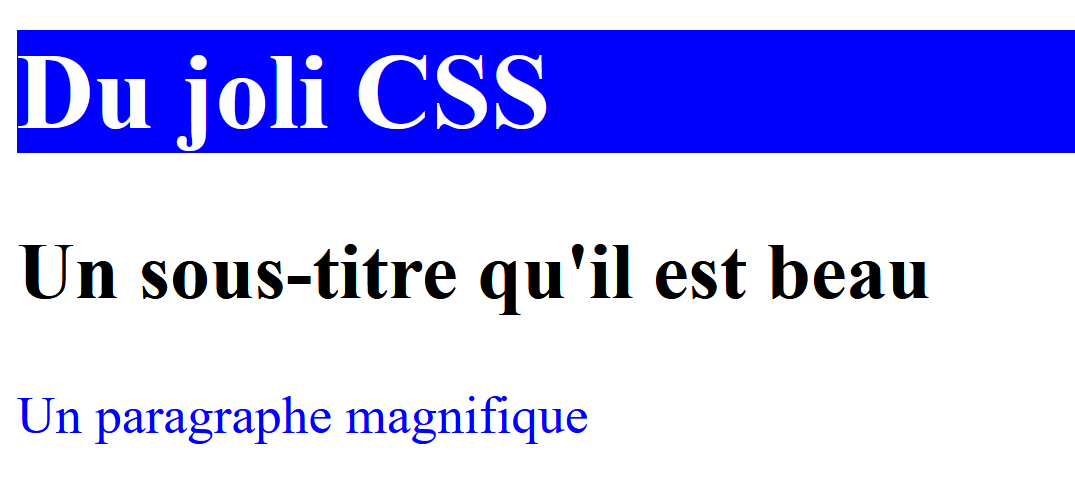 Du joli CSS
Un sous-titre qu'il est beau
Un paragraphe magnifique